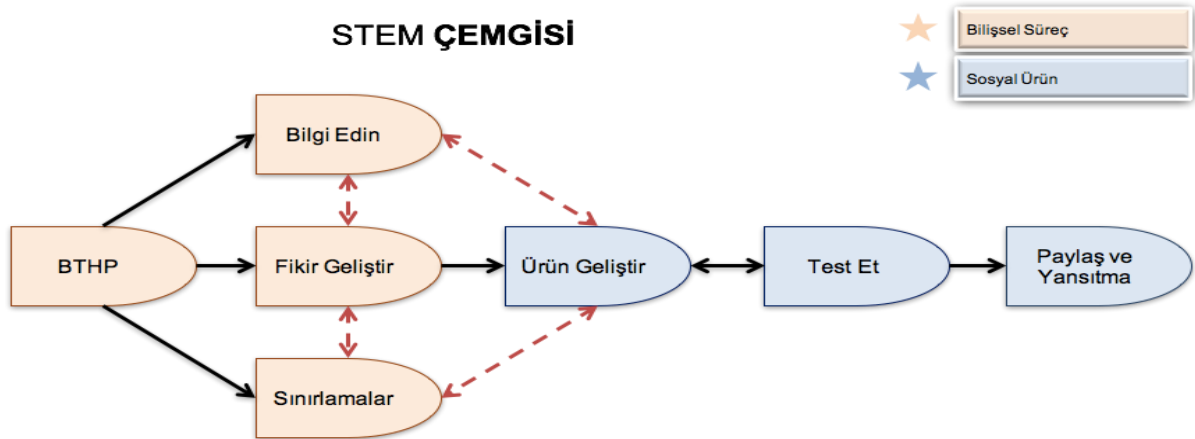 STEM ÇEMGİSİ
Bilişsel Süreç
Sosyal Ürün
Bilgi Edin
BTHP
Fikir Geliştir
Ürün Geliştir
Test Et
Paylaş ve
Yansıtma
Sınırlamalar